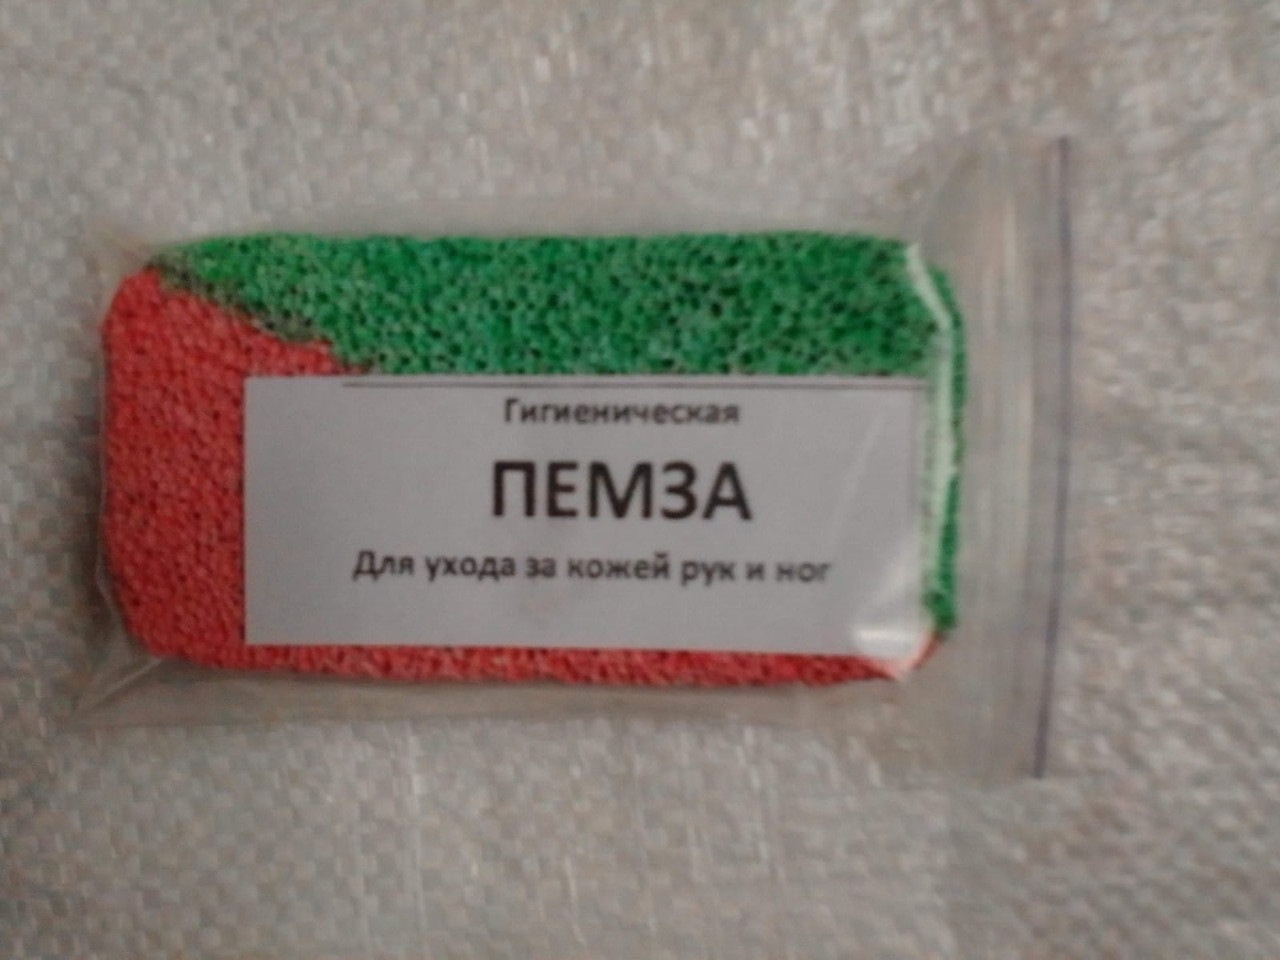 Гигиеническая
ПЕМЗА
Для ухода за кожей рук и ног